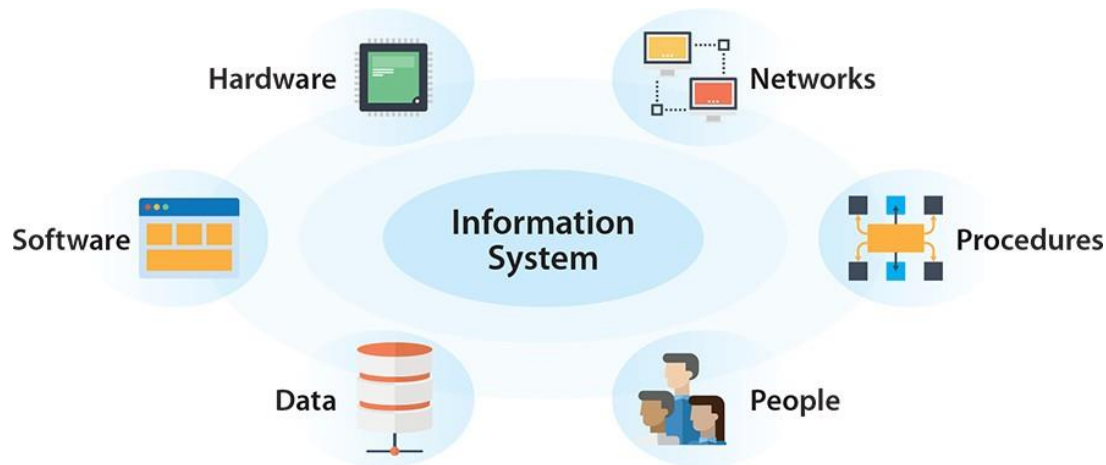 Hardware
Networks
Software
Information
System
Procedures
Data
People